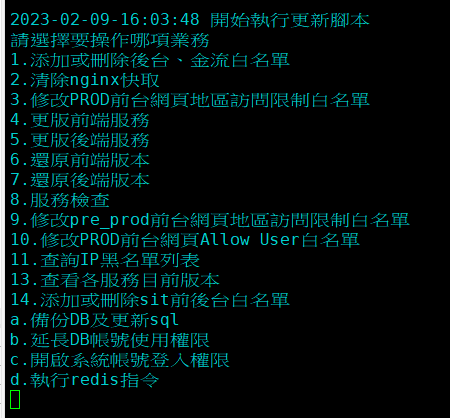 2023-02-09-16:03:48 開始執行更新腳本
請選擇要操作哪項業務
1.添加或刪除後台、金流白名單
2.清除nginx快取
3.修改PROD前台網頁地區訪問限制白名單
4.更版前端服務
5.更版後端服務
6.還原前端版本
7.還原後端版本
8.服務檢查
9.修改pre_prod前台網頁地區訪問限制白名單
10.修改PROD前台網頁Allow User白名單
11.查詢IP黑名單列表
13.查看各服務目前版本
14.添加或刪除sit前後台白名單
a.備份DB及更新sql
b.延長DB帳號使用權限
c.開啟系統帳號登入權限
d.執行redis指令